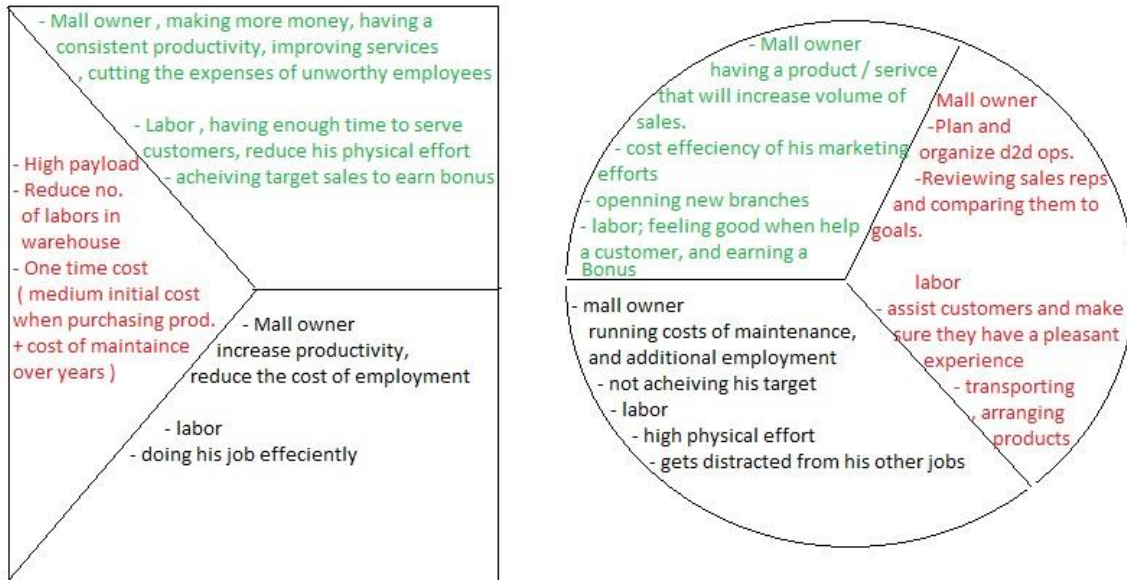 - Mall owner , making more money, having a
consistent productivity, improving services
, cutting the expenses of unworthy employees
- Labor , having enough time to serve
customers, reduce his physical effort
- acheiving target sales to earn bonus
- High payload
- Reduce no.
of labors in
warehouse
- One time cost
( medium initial cost
when purchasing prod.
+ cost of maintaince
over years )
- Mall owner
increase productivity,
reduce the cost of employment
- labor
- doing his job effeciently
- Mall owner
having a product / serivce
that will increase volume of
sales.
- cost effeciency of his marketing
efforts
- openning new branches
- labor; feeling good when help
a customer, and earning a
Bonus
Mall owner
-Plan and
organize d2d ops.
-Reviewing sales reps
and comparing them to
goals.
labor
- assist customers and make
sure they have a pleasant
experience
- transporting
, arranging
products
- mall owner
running costs of maintenance,
and additional employment
- not acheiving his target
- labor
- high physical effort
- gets distracted from his other jobs